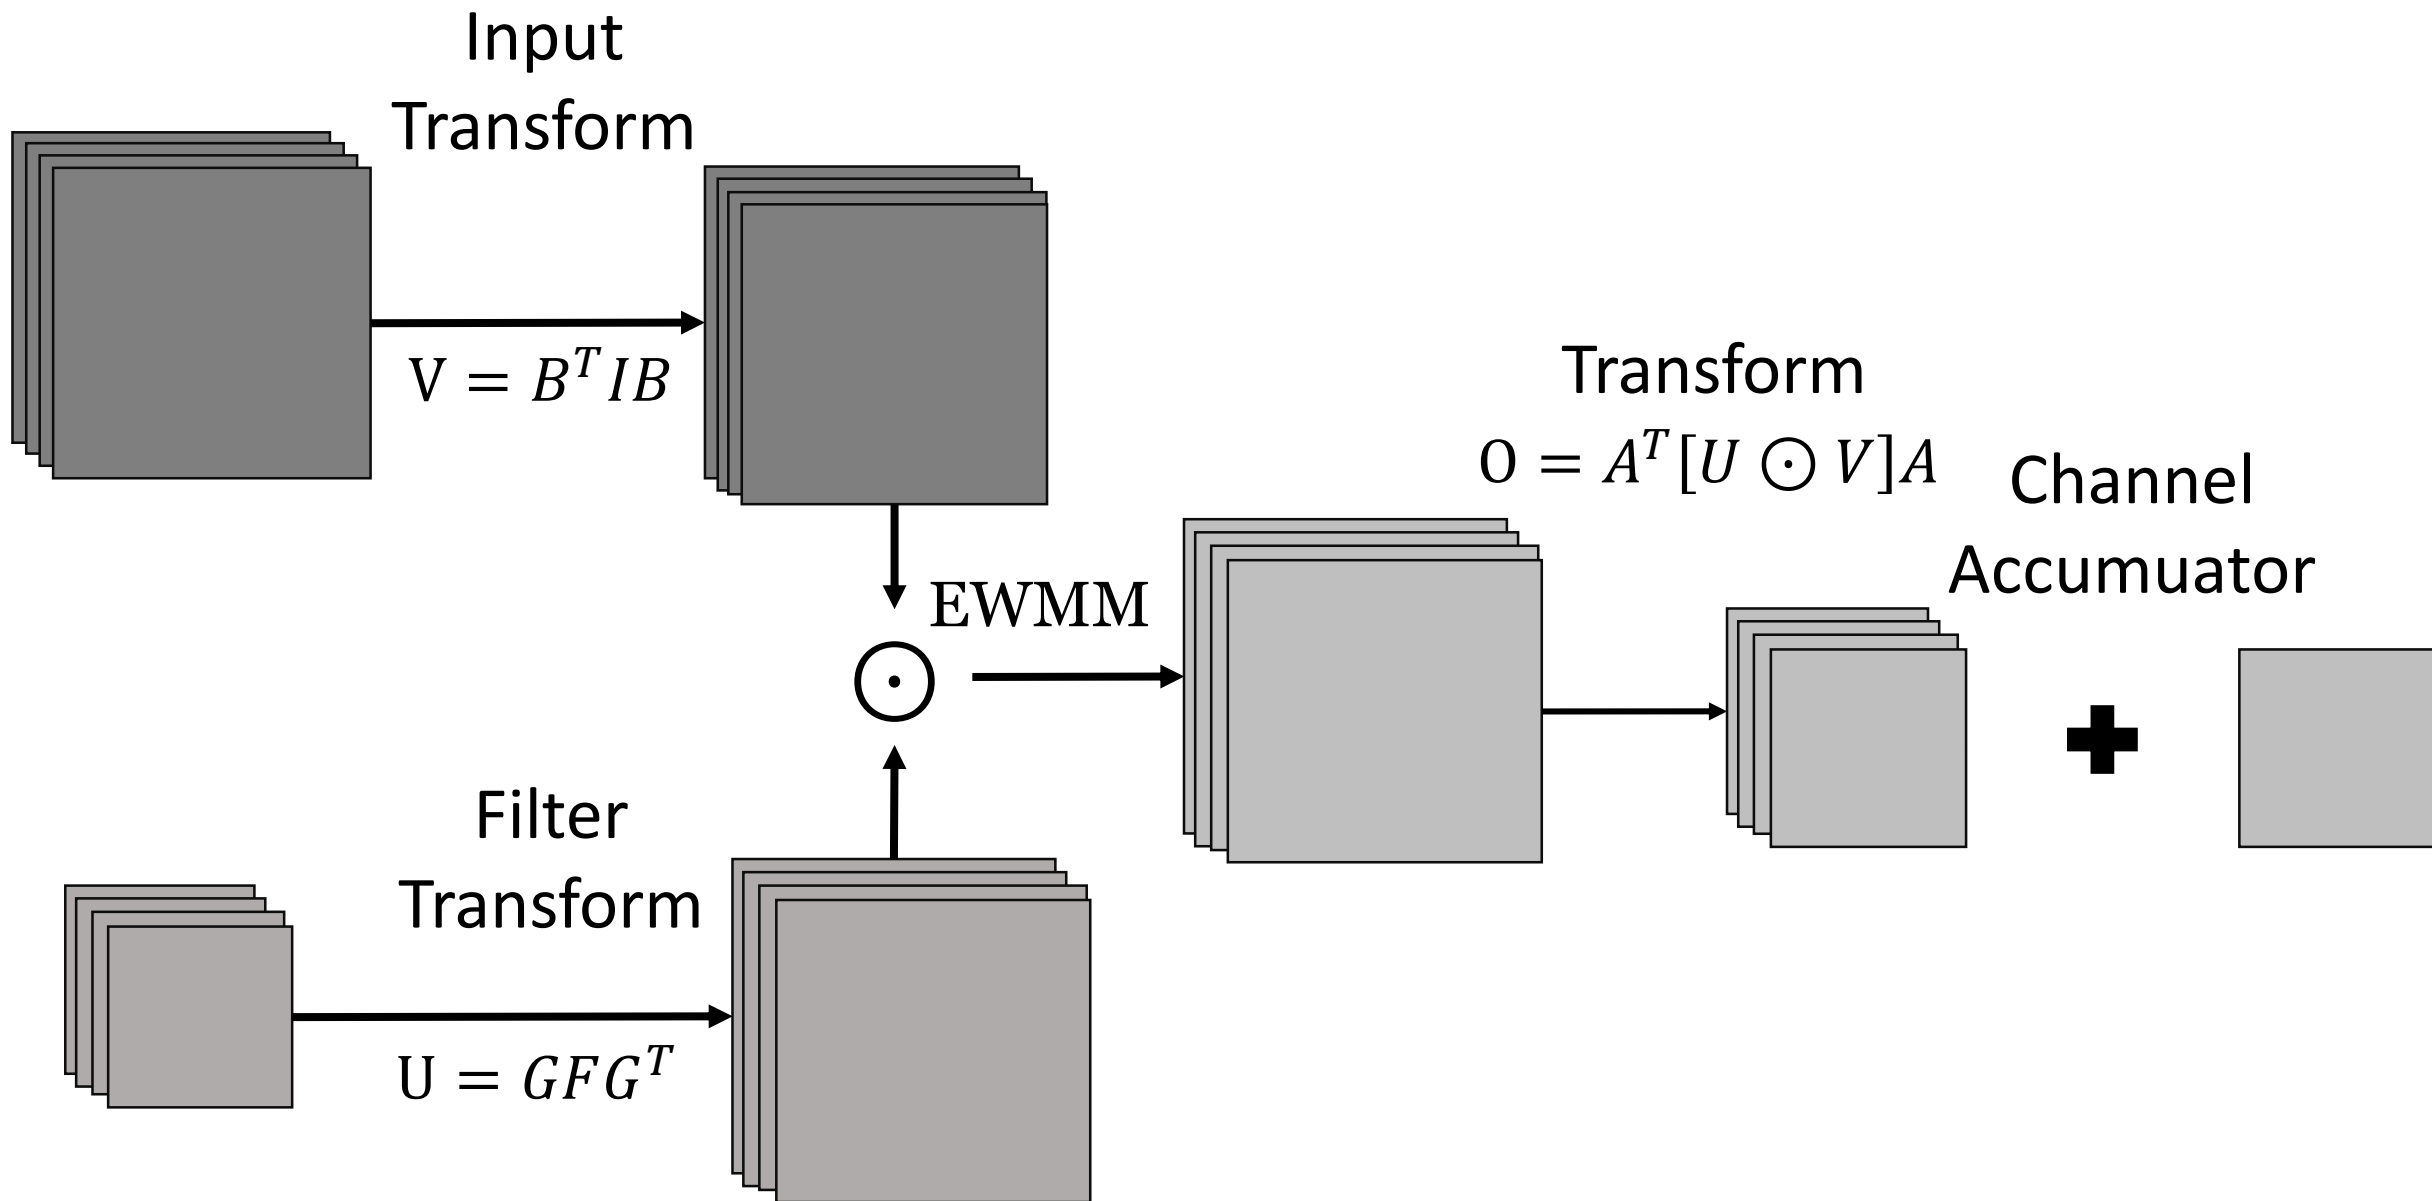 Input
Transform
V = B^T IB
Transform
O = A^T[U ⊙ V]A
Channel
Accumuator
EWMM
⊙
Filter
Transform
U = GFG^T